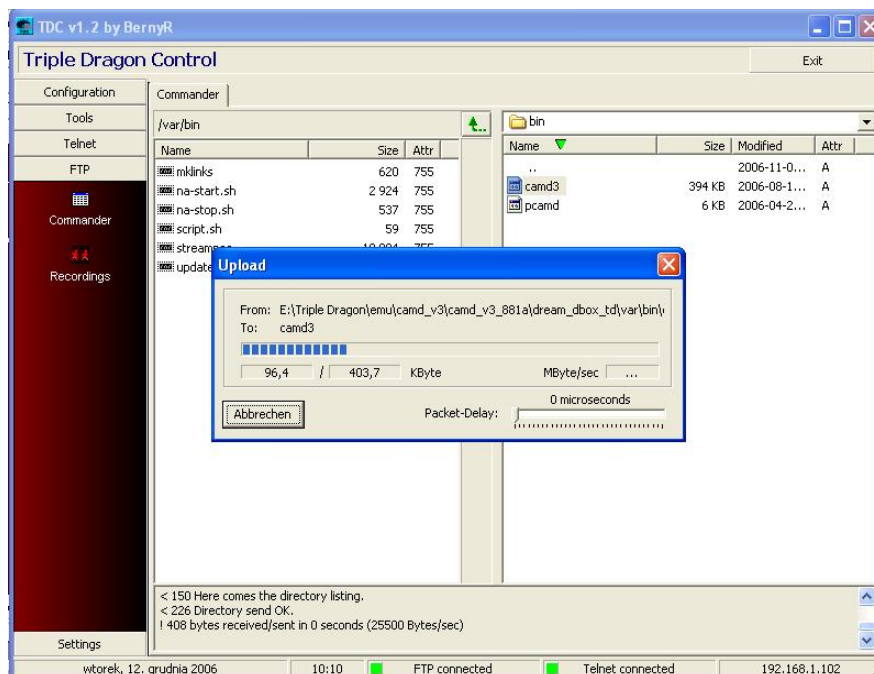 TDC v1.2 by BernyR
Triple Dragon Control
Exit
Configuration
Tools
Telnet
FTP
Commander
Recordings
Settings
Commander
/var/bin
Name Size Attr
mklinks 620 755
na-start.sh 2 924 755
na-stop.sh 537 755
script.sh 59 755
755
update
bin
Name Size Modified Attr
.. 2006-11-0... A
camd3 394 KB 2006-08-1... A
pcamd 6 KB 2006-04-2... A
Upload
From: E:\Triple Dragon\emu\camd_v3\camd_v3_881a\dream_dbox_td\var\bin\
To: camd3
96,4 / 403,7 KByte MByte/sec ...
0 microseconds
Abbrechen Packet-Delay:
< 150 Here comes the directory listing.
< 226 Directory send OK.
! 408 bytes received/sent in 0 seconds (25500 Bytes/sec)
wtorek, 12. grudnia 2006 10:10 FTP connected Telnet connected 192.168.1.102